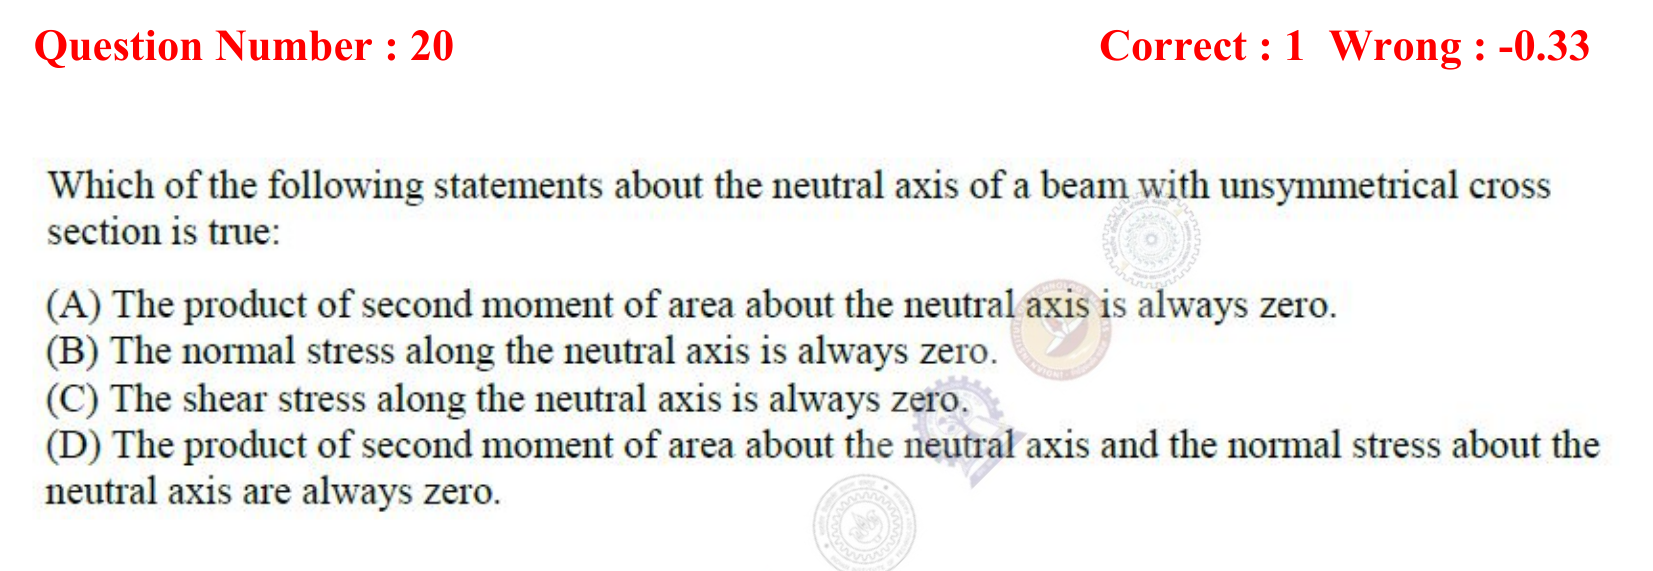 Question Number : 20 Correct : 1 Wrong : -0.33
Which of the following statements about the neutral axis of a beam with unsymmetrical cross
section is true:
(A) The product of second moment of area about the neutral axis is always zero.
(B) The normal stress along the neutral axis is always zero.
(C) The shear stress along the neutral axis is always zero.
(D) The product of second moment of area about the neutral axis and the normal stress about the
neutral axis are always zero.